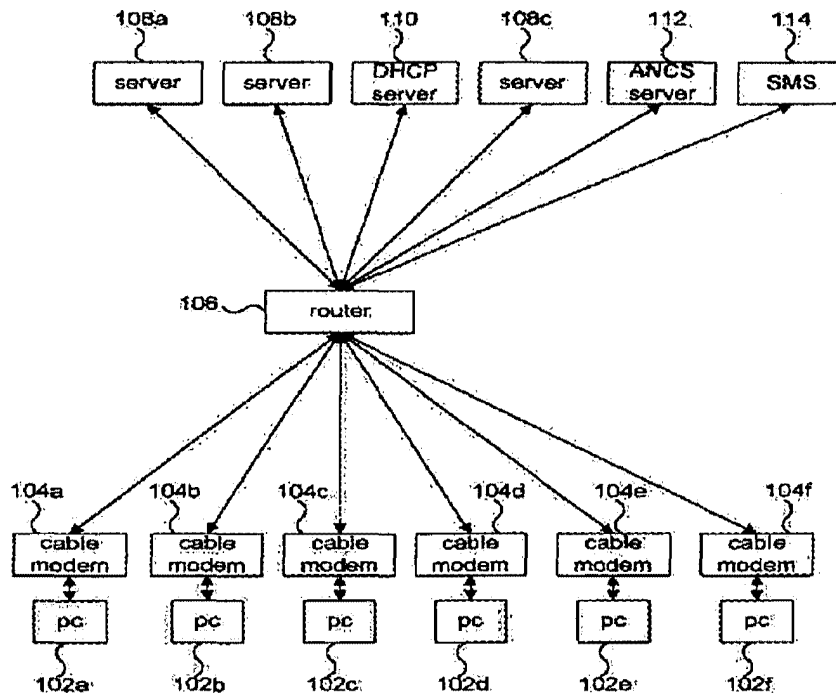 108a 108b 110 108c 112 114
server server DHCP server server ANCS server SMS
106 router
104a 104b 104c 104d 104e 104f
cable modem cable modem cable modem cable modem cable modem cable modem
pc pc pc pc pc pc
102a 102b 102c 102d 102e 102f